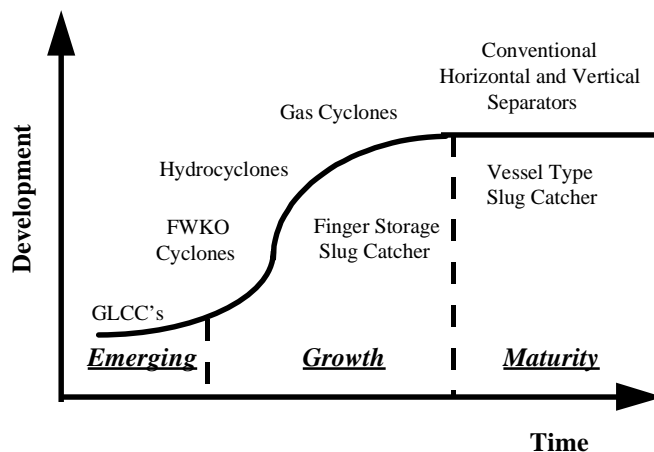 Conventional
Horizontal and Vertical
Separators
Gas Cyclones
Hydrocyclones
Vessel Type
Slug Catcher
FWKO
Cyclones
Finger Storage
Slug Catcher
Development
GLCC's
Emerging
Growth
Maturity
Time